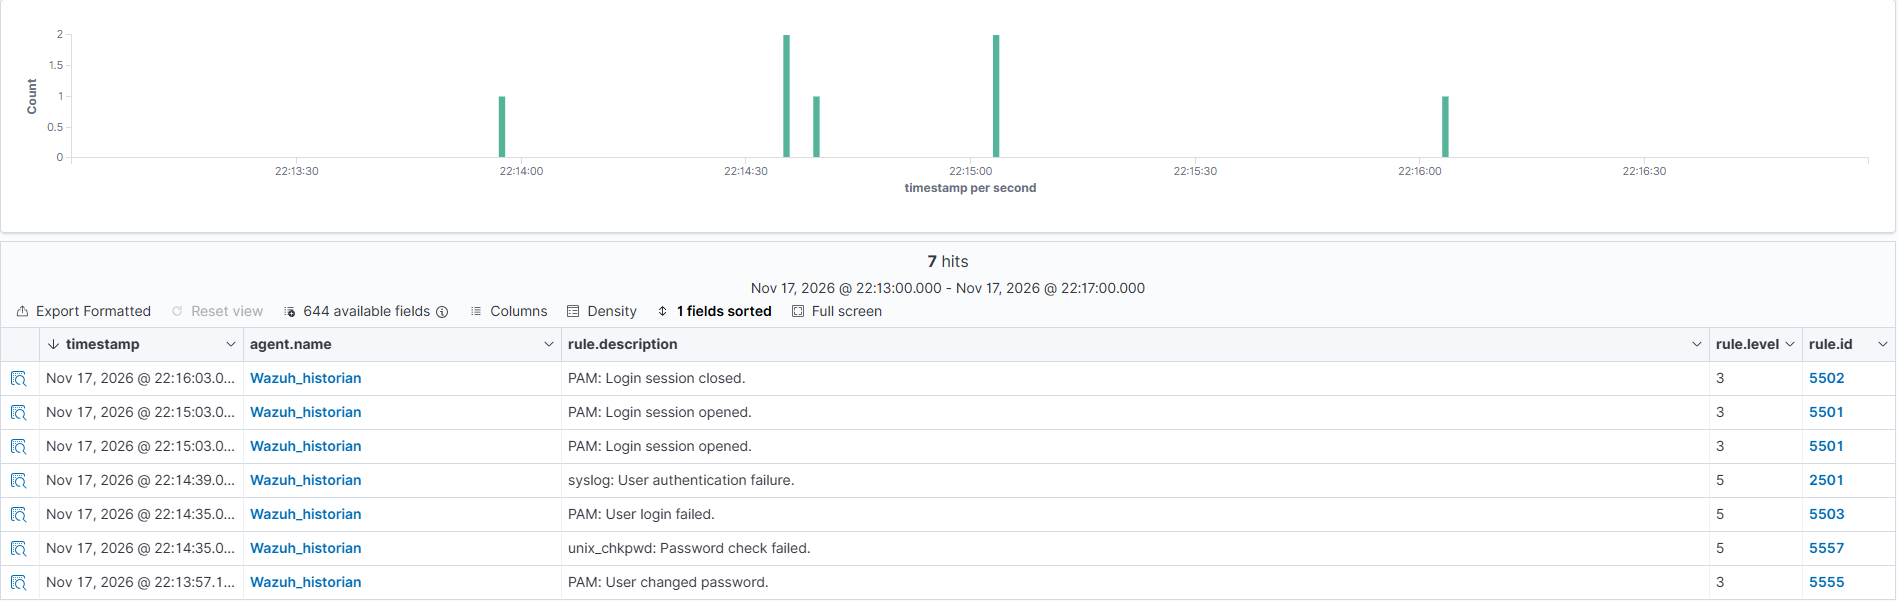 2
1.5
1
0.5
0
Count
22:13:30 22:14:00 22:14:30 22:15:00 22:15:30 22:16:00 22:16:30
timestamp per second
7 hits
Nov 17, 2026 @ 22:13:00.000 - Nov 17, 2026 @ 22:17:00.000
Export Formatted Reset view 644 available fields Columns Density 1 fields sorted Full screen
timestamp agent.name rule.description rule.level rule.id
Nov 17, 2026 @ 22:16:03.0... Wazuh_historian PAM: Login session closed. 3 5502
Nov 17, 2026 @ 22:15:03.0... Wazuh_historian PAM: Login session opened. 3 5501
Nov 17, 2026 @ 22:15:03.0... Wazuh_historian PAM: Login session opened. 3 5501
Nov 17, 2026 @ 22:14:39.0... Wazuh_historian syslog: User authentication failure. 5 2501
Nov 17, 2026 @ 22:14:35.0... Wazuh_historian PAM: User login failed. 5 5503
Nov 17, 2026 @ 22:14:35.0... Wazuh_historian unix_chkpwd: Password check failed. 5 5557
Nov 17, 2026 @ 22:13:57.1... Wazuh_historian PAM: User changed password. 3 5555